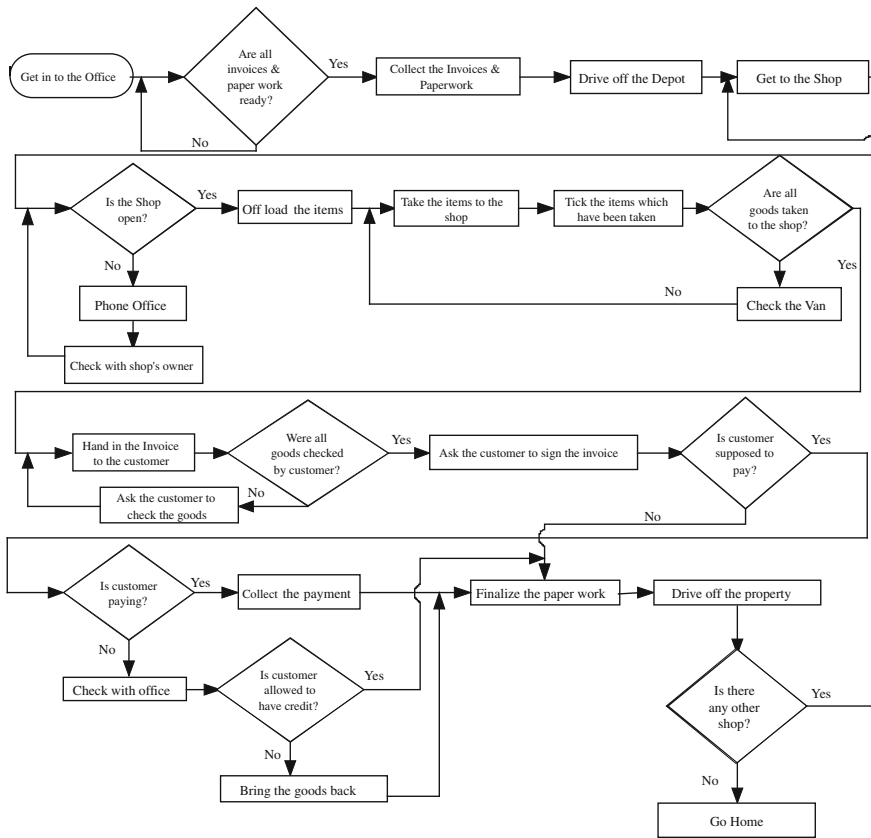 Get in to the Office
Are all
invoices &
paper work
ready?
Yes
No
Collect the Invoices &
Paperwork
Drive off the Depot
Get to the Shop
Is the Shop
open?
Yes
No
Off load the items
Take the items to the
shop
Tick the items which
have been taken
Are all
goods taken
to the shop?
Yes
No
Check the Van
Phone Office
Check with shop's owner
Hand in the Invoice
to the customer
Were all
goods checked
by customer?
Yes
No
Ask the customer to
check the goods
Ask the customer to sign the invoice
Is customer
supposed to
pay?
Yes
No
Is customer
paying?
Yes
No
Collect the payment
Finalize the paper work
Drive off the property
Check with office
Is customer
allowed to
have credit?
Yes
No
Bring the goods back
Is there
any other
shop?
Yes
No
Go Home